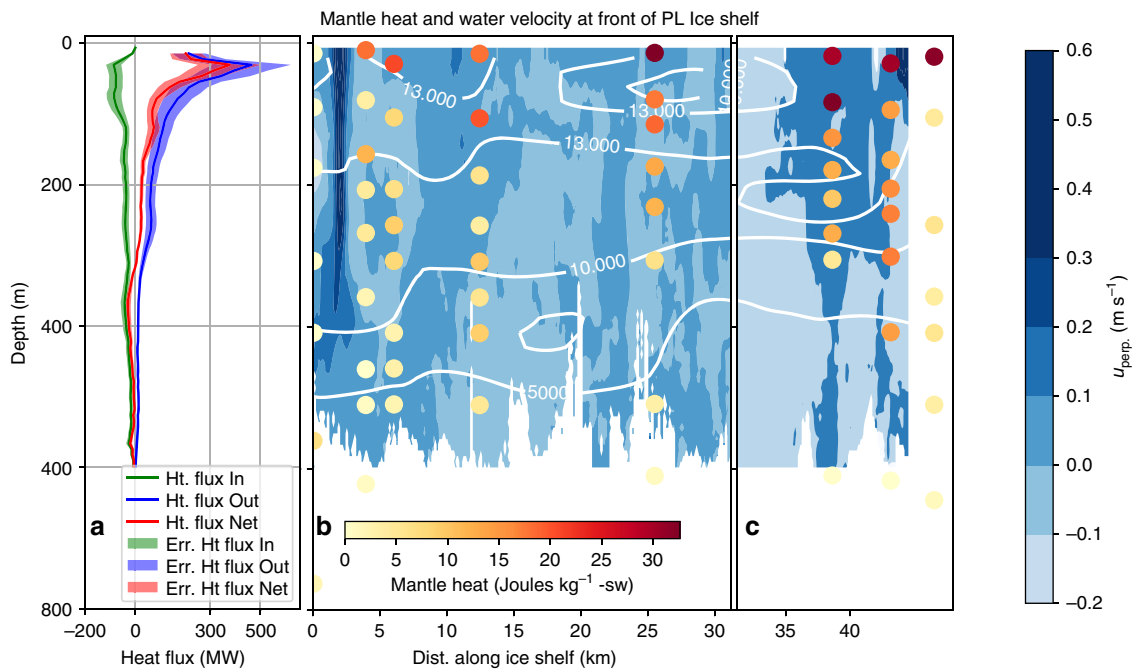 Mantle heat and water velocity at front of PL Ice shelf
0
200
400
400
800
Depth (m)
13.000
13.000
13.000
10.000
10.000
5000
Ht. flux In
Ht. flux Out
Ht. flux Net
Err. Ht flux In
Err. Ht flux Out
Err. Ht flux Net
a
b
c
0 5 10 15 20 25 30
Mantle heat (Joules kg⁻¹ -sw)
−200 0 300 500
Heat flux (MW)
0 5 10 15 20 25 30
35 40
Dist. along ice shelf (km)
0.6
0.5
0.4
0.3
0.2
0.1
0.0
−0.1
−0.2
u perp. (m s⁻¹)